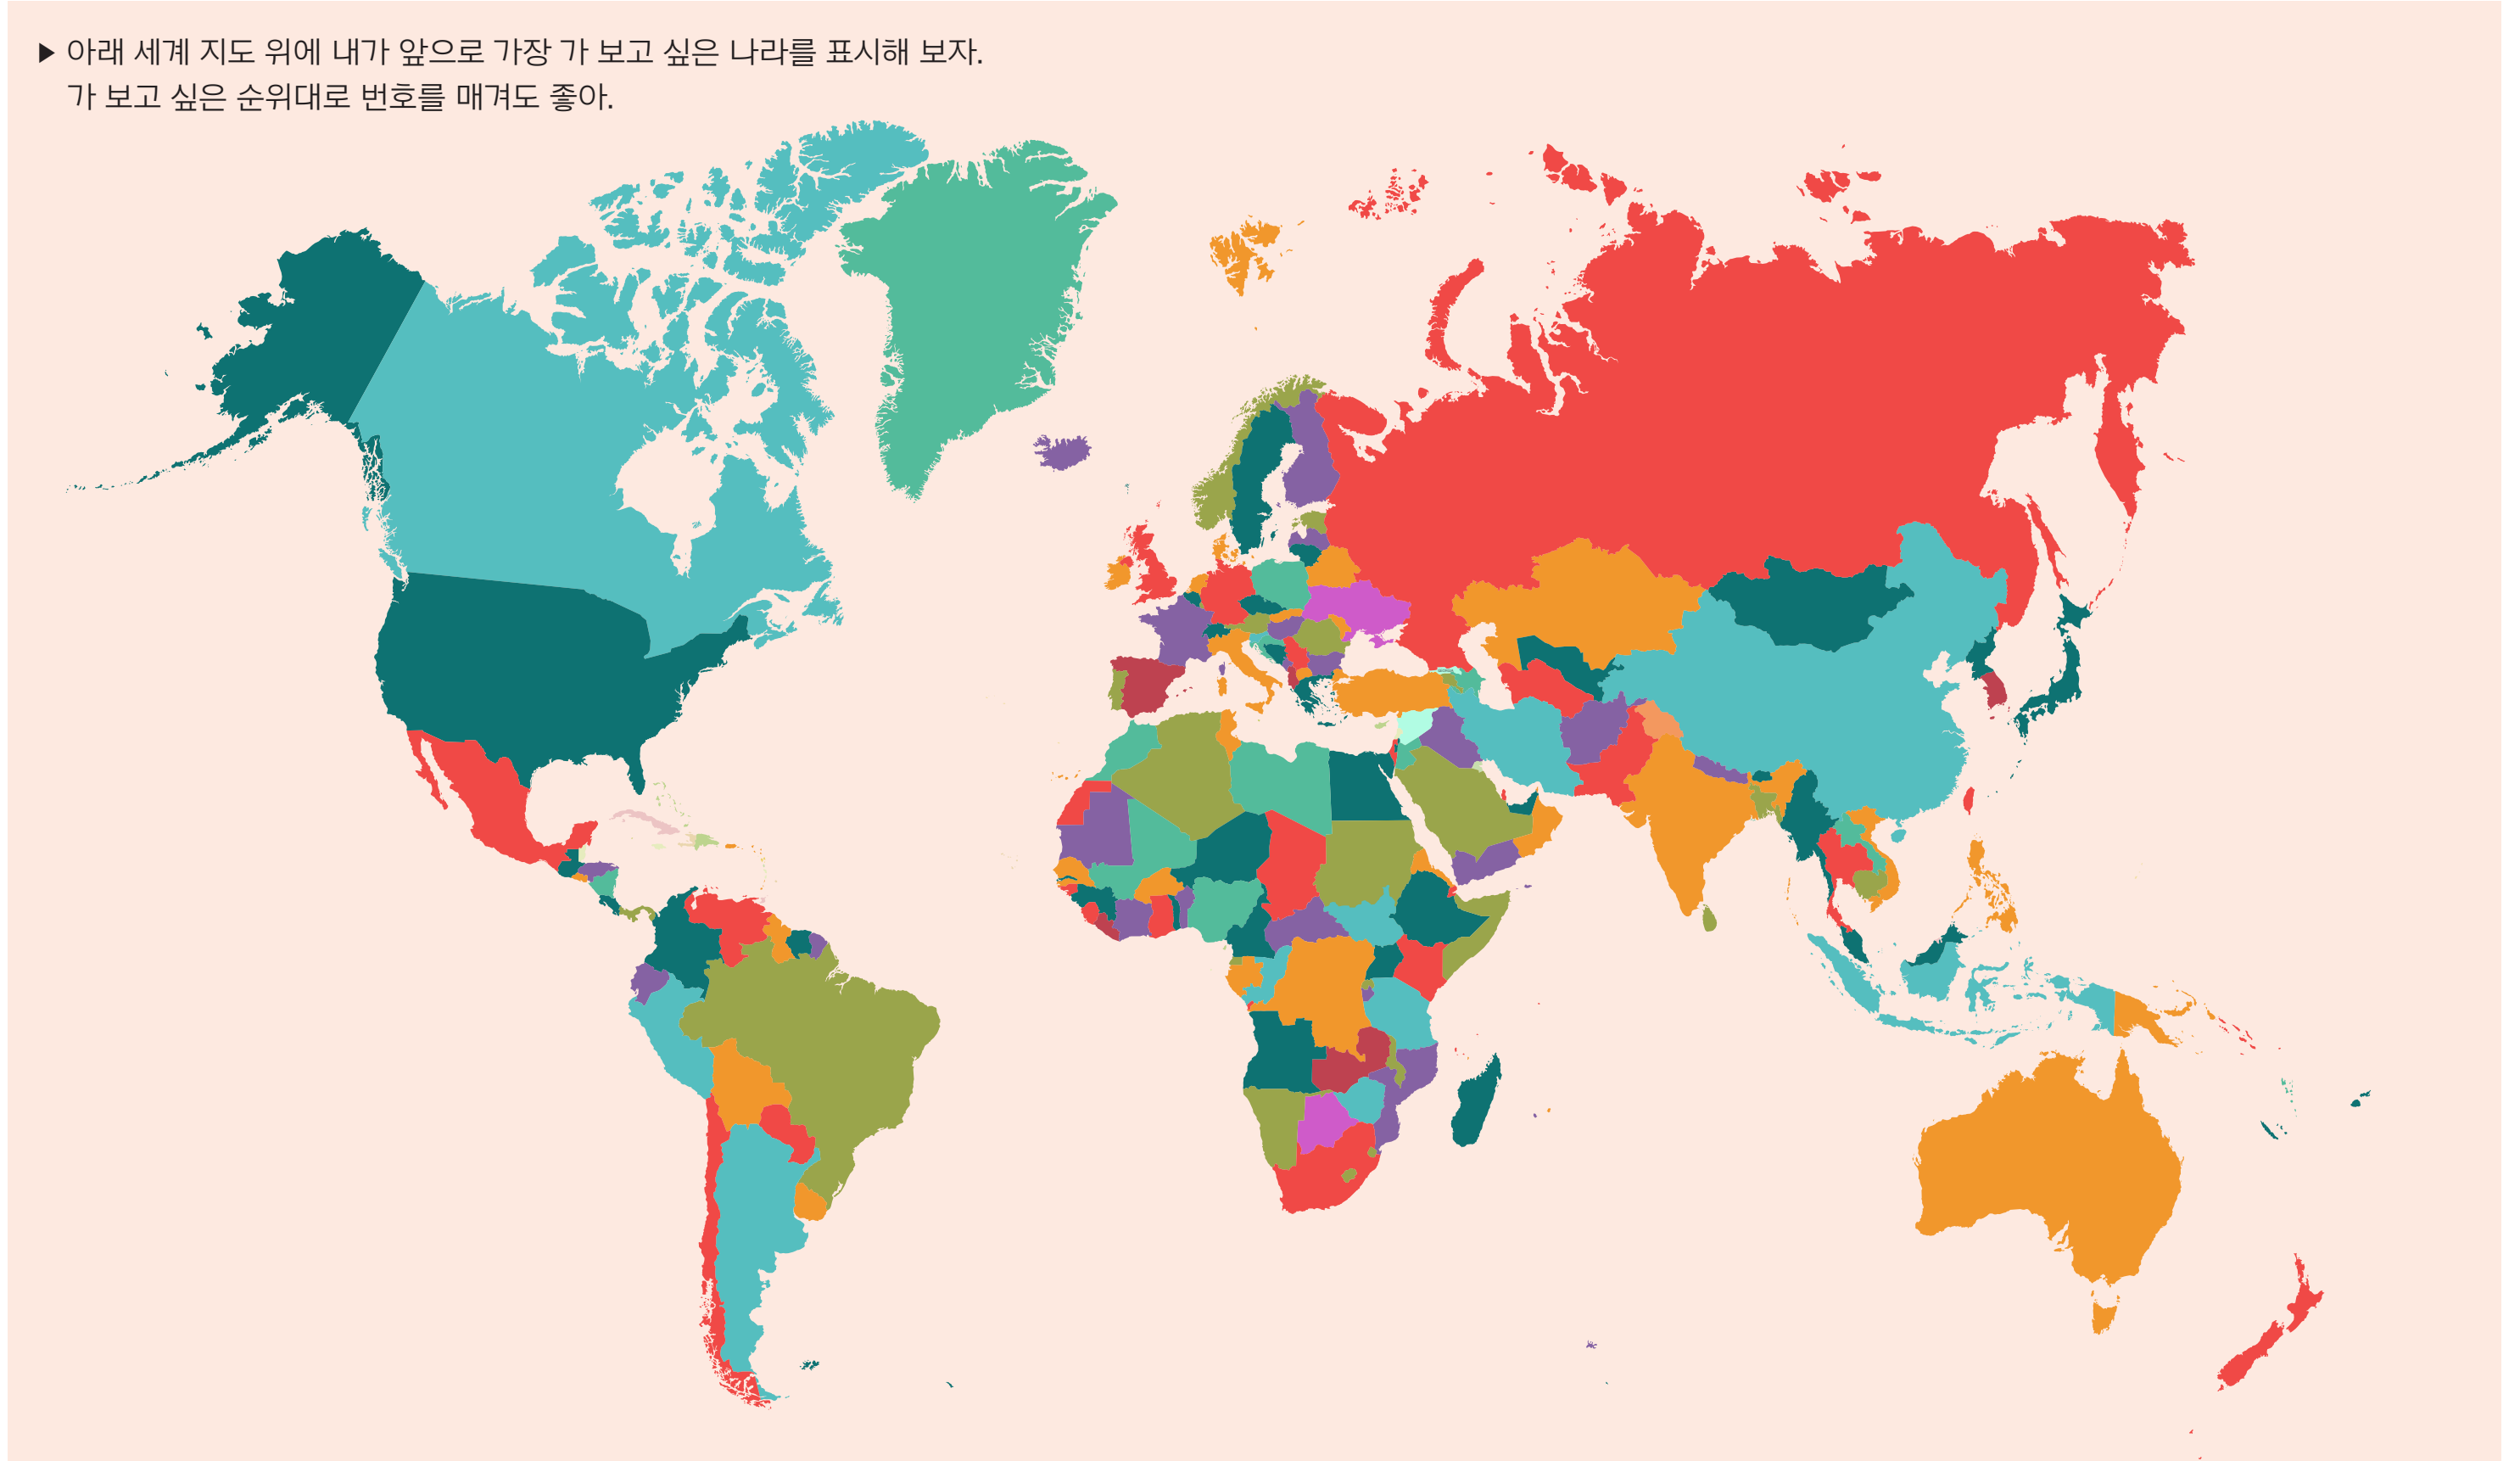 ▶ 아래 세계 지도 위에 내가 앞으로 가장 가 보고 싶은 나라를 표시해 보자.
가 보고 싶은 순위대로 번호를 매겨도 좋아.